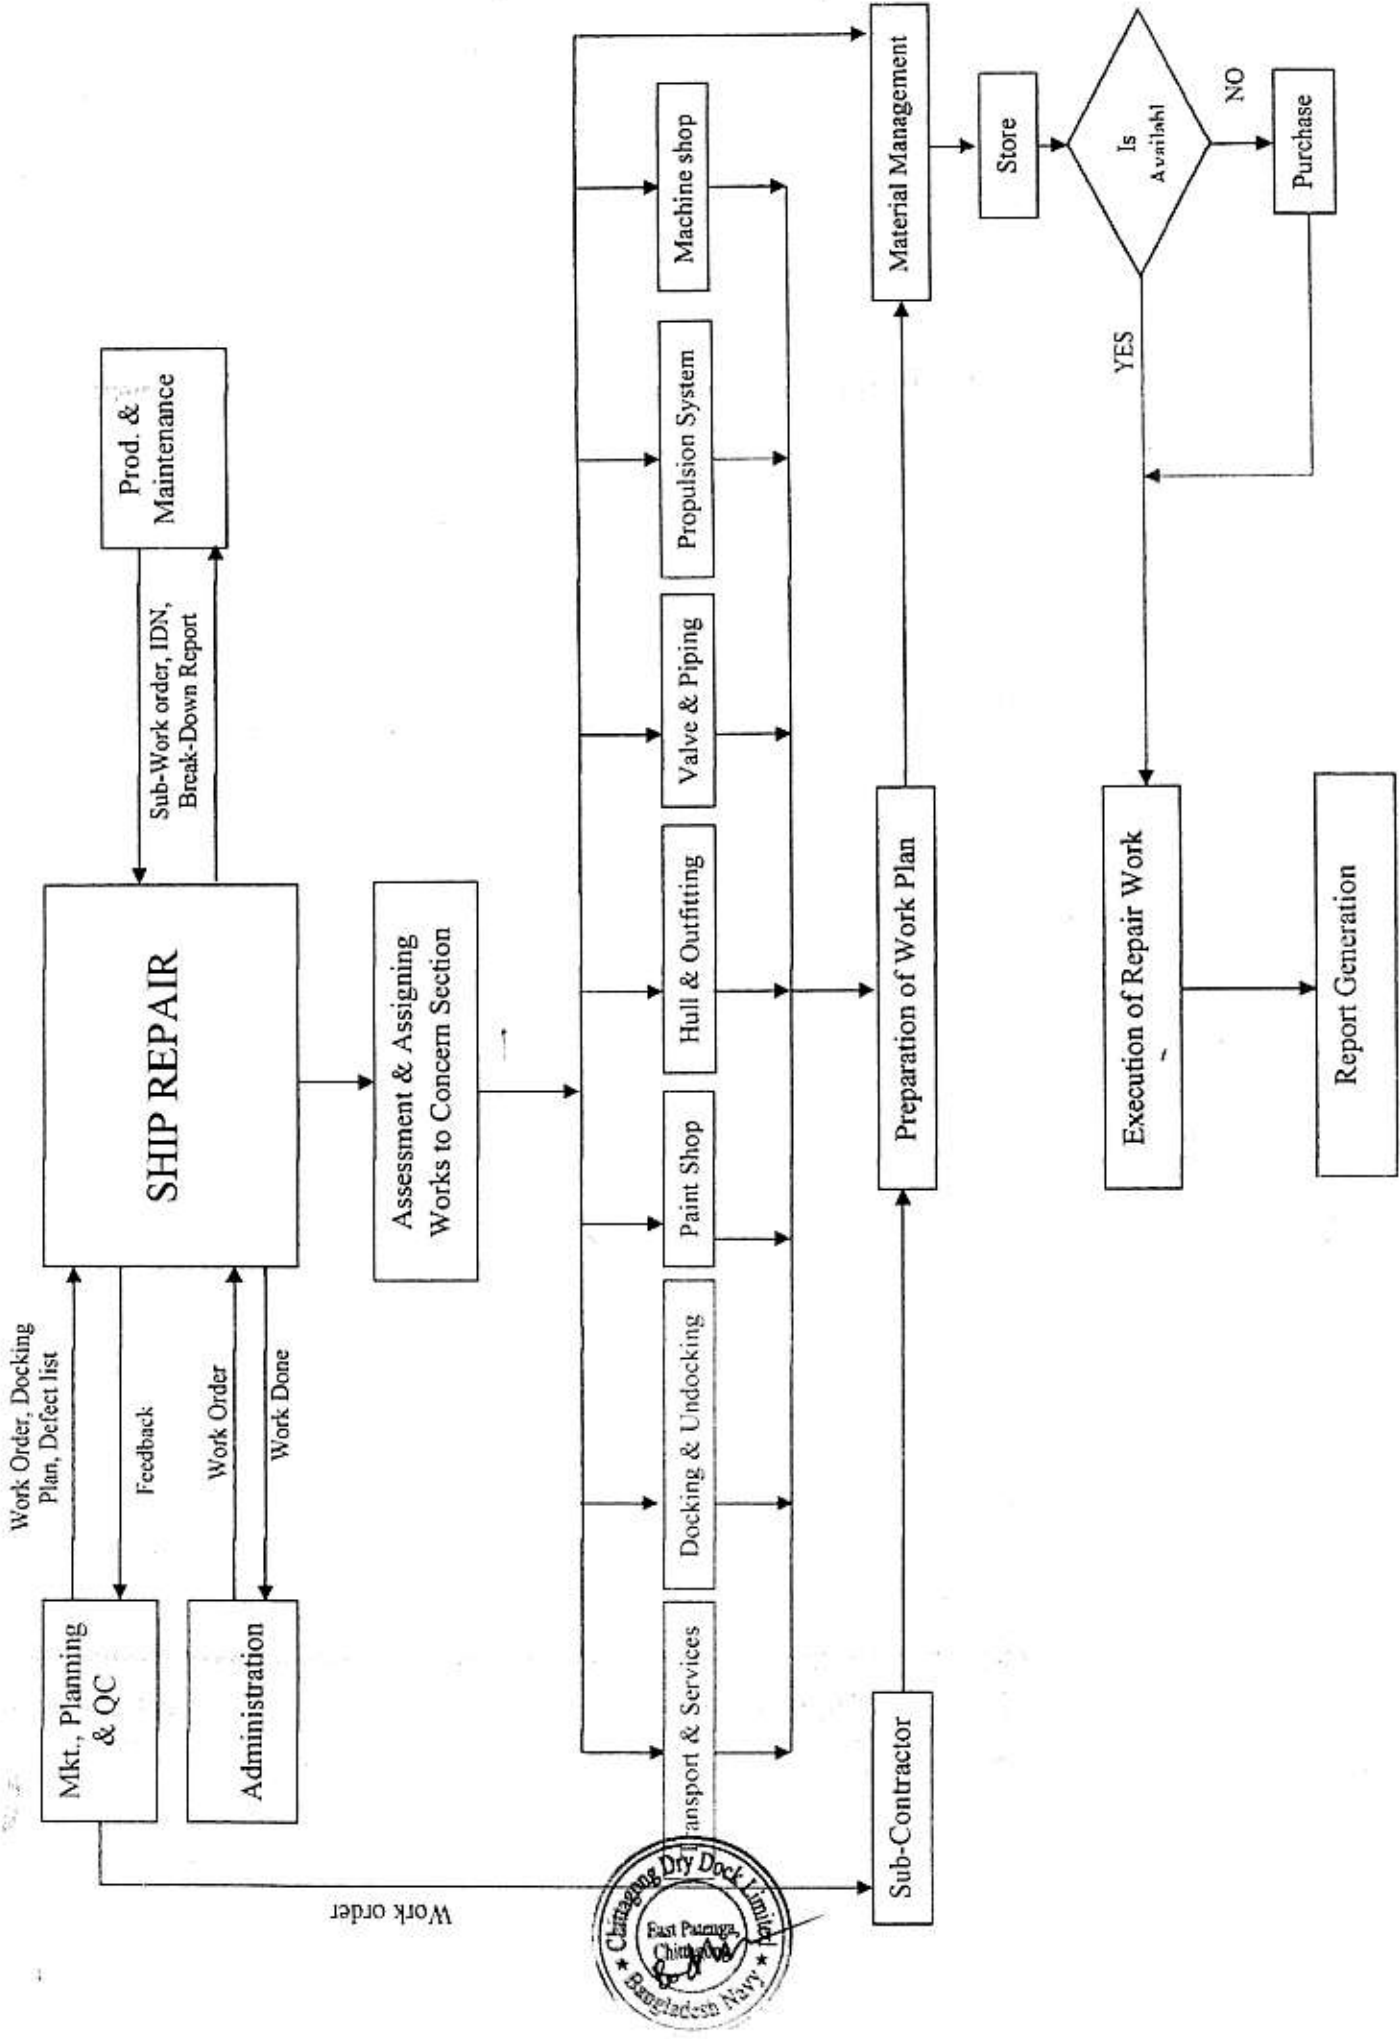 Work Order, Docking
Plan, Defect list
Mkt., Planning
& QC
Feedback
SHIP REPAIR
Sub-Work order, IDN,
Break-Down Report
Prod. &
Maintenance
Administration
Work Order
Work Done
Work order
Assessment & Assigning
Works to Concern Section
ransport & Services
Docking & Undocking
Paint Shop
Hull & Outfitting
Valve & Piping
Propulsion System
Machine shop
Chittagong Dry Dock Limited
East Patenga,
Chittagong
★ Bangladesh Navy ★
Sub-Contractor
Preparation of Work Plan
Material Management
Store
Is
Availabl
YES
NO
Purchase
Execution of Repair Work
Report Generation